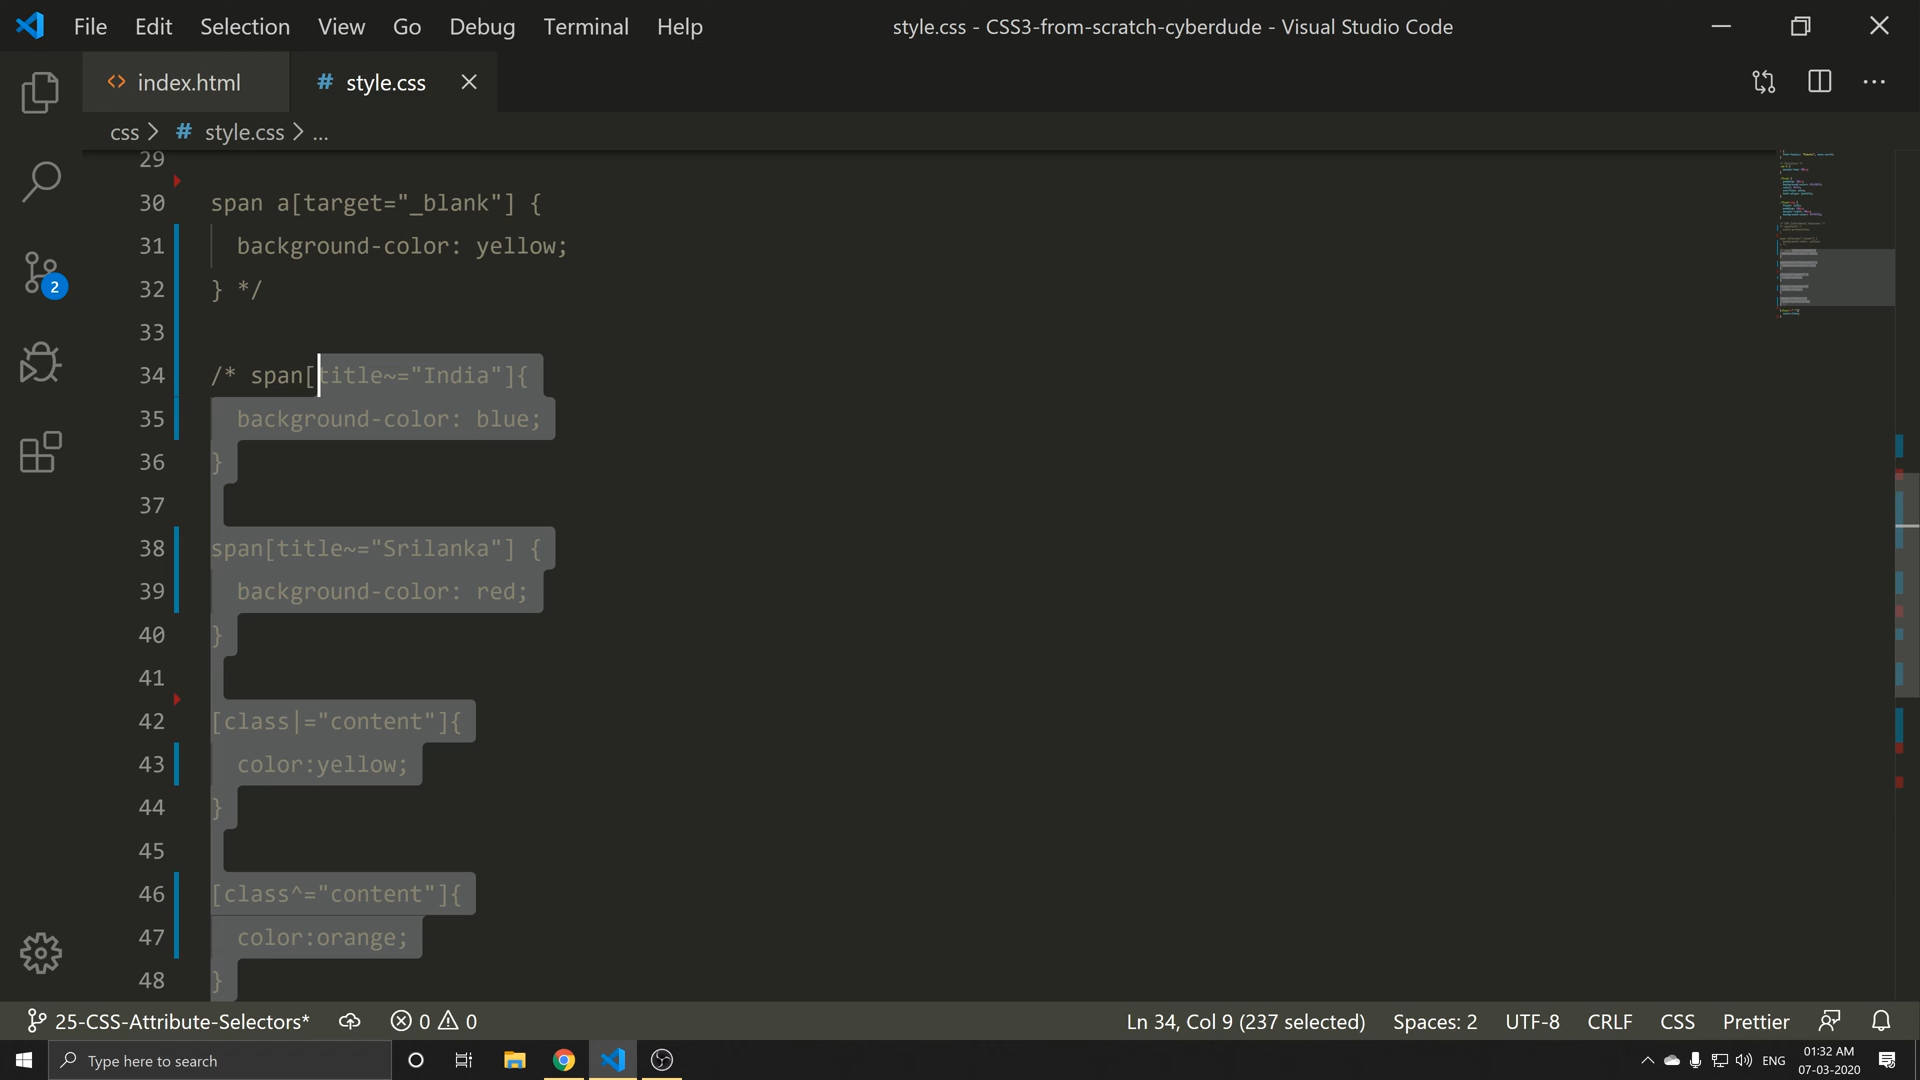 File Edit Selection View Go Debug Terminal Help
style.css - CSS3-from-scratch-cyberdude - Visual Studio Code
<> index.html
# style.css
css > # style.css > ...
29
30 span a[target="_blank"] {
31 background-color: yellow;
32 } */
33
34 /* span[title~="India"]{
35 background-color: blue;
36 }
37
38 span[title~="Srilanka"] {
39 background-color: red;
40 }
41
42 [class|="content"]{
43 color:yellow;
44 }
45
46 [class^="content"]{
47 color:orange;
48 }
2
25-CSS-Attribute-Selectors* 0 0
Ln 34, Col 9 (237 selected) Spaces: 2 UTF-8 CRLF CSS Prettier
Type here to search
ENG
01:32 AM
07-03-2020